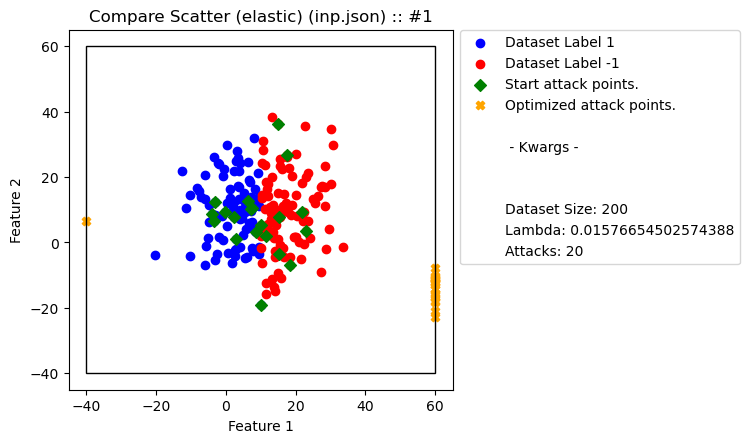 Compare Scatter (elastic) (inp.json) :: #1
Feature 2
60
40
20
0
−20
−40
−40
−20
0
20
40
60
Feature 1
Dataset Label 1
Dataset Label -1
Start attack points.
Optimized attack points.
- Kwargs -
Dataset Size: 200
Lambda: 0.01576654502574388
Attacks: 20